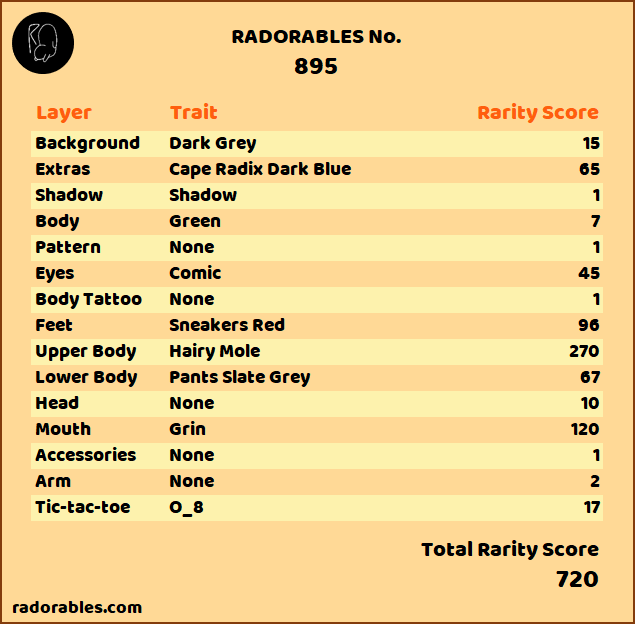 RADORABLES No.
895
Layer Trait Rarity Score
Background Dark Grey 15
Extras Cape Radix Dark Blue 65
Shadow Shadow 1
Body Green 7
Pattern None 1
Eyes Comic 45
Body Tattoo None 1
Feet Sneakers Red 96
Upper Body Hairy Mole 270
Lower Body Pants Slate Grey 67
Head None 10
Mouth Grin 120
Accessories None 1
Arm None 2
Tic-tac-toe O_8 17
Total Rarity Score
720
radorables.com